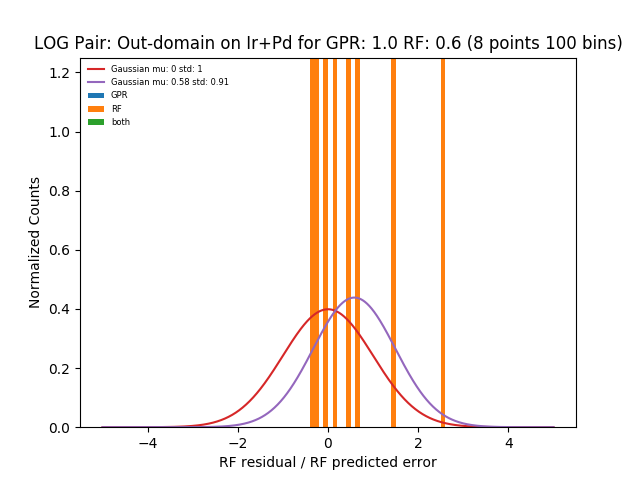 LOG Pair: Out-domain on Ir+Pd for GPR: 1.0 RF: 0.6 (8 points 100 bins)
Gaussian mu: 0 std: 1
Gaussian mu: 0.58 std: 0.91
GPR
RF
both
Normalized Counts
1.2
1.0
0.8
0.6
0.4
0.2
0.0
−4 −2 0 2 4
RF residual / RF predicted error